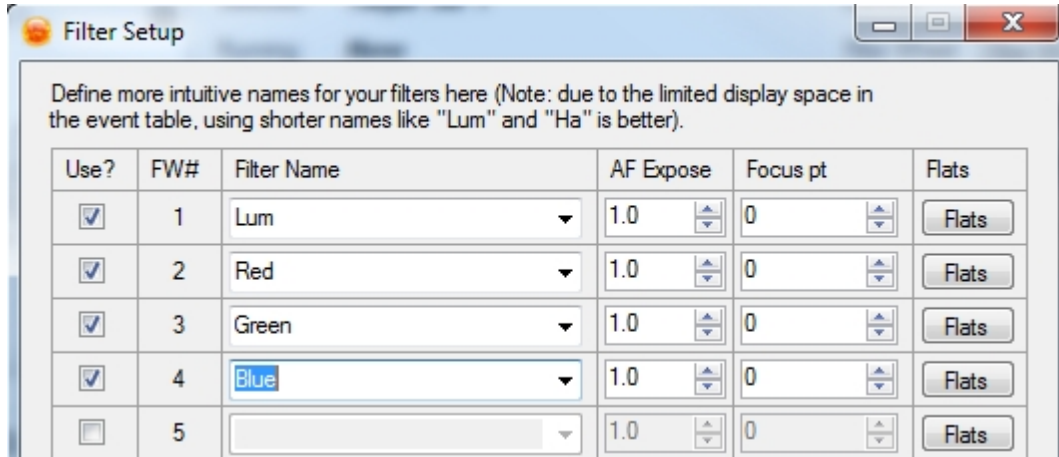 Filter Setup
Define more intuitive names for your filters here (Note: due to the limited display space in
the event table, using shorter names like "Lum" and "Ha" is better).
Use? FW# Filter Name AF Expose Focus pt Flats
1 Lum 1.0 0 Flats
2 Red 1.0 0 Flats
3 Green 1.0 0 Flats
4 Blue 1.0 0 Flats
5 1.0 0 Flats